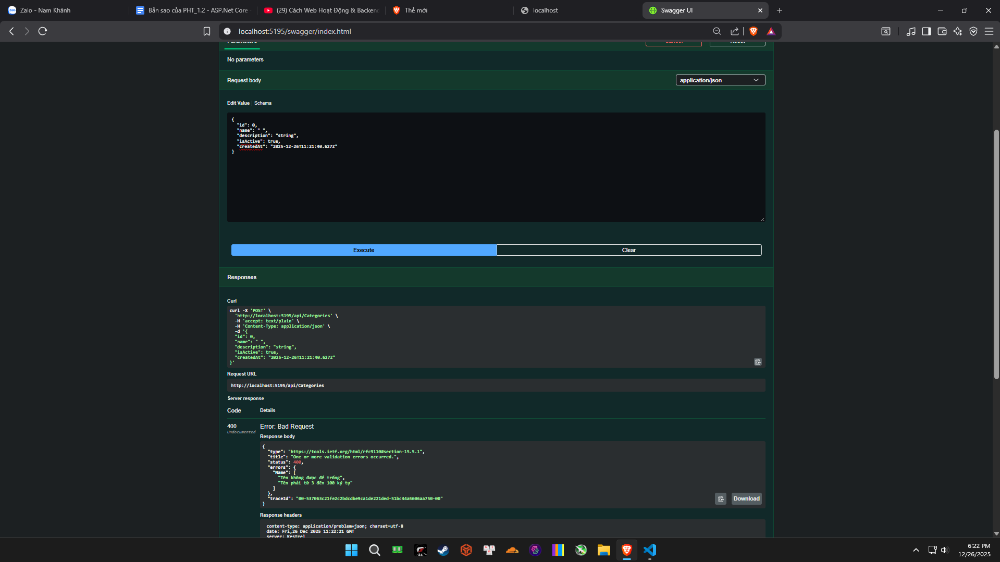 Zalo - Nam Khánh
Bản sao của PHT_1.2 - ASP.Net Core
(29) Cách Web Hoạt Động & Backend
Thẻ mới
localhost
Swagger UI
localhost:5195/swagger/index.html
No parameters
Request body
application/json
Edit Value | Schema
{
"id": 0,
"name": " ",
"description": "string",
"isActive": true,
"createdAt": "2025-12-26T11:21:40.627Z"
}
Execute
Clear
Responses
Curl
curl -X 'POST' \
'http://localhost:5195/api/Categories' \
-H 'accept: text/plain' \
-H 'Content-Type: application/json' \
-d '{
"id": 0,
"name": " ",
"description": "string",
"isActive": true,
"createdAt": "2025-12-26T11:21:40.627Z"
}'
Request URL
http://localhost:5195/api/Categories
Server response
Code
Details
400
Undocumented
Error: Bad Request
Response body
{
"type": "https://tools.ietf.org/html/rfc9110#section-15.5.1",
"title": "One or more validation errors occurred.",
"status": 400,
"errors": {
"Name": [
"Tên không được để trống",
"Tên phải từ 3 đến 100 ký tự"
]
},
"traceId": "00-537063c21fe2c2bdcdbe9ca1de221ded-51bc44a5606aa750-00"
}
Download
Response headers
content-type: application/problem+json; charset=utf-8
date: Fri,26 Dec 2025 11:22:21 GMT
server: Kestrel
6:22 PM
12/26/2025